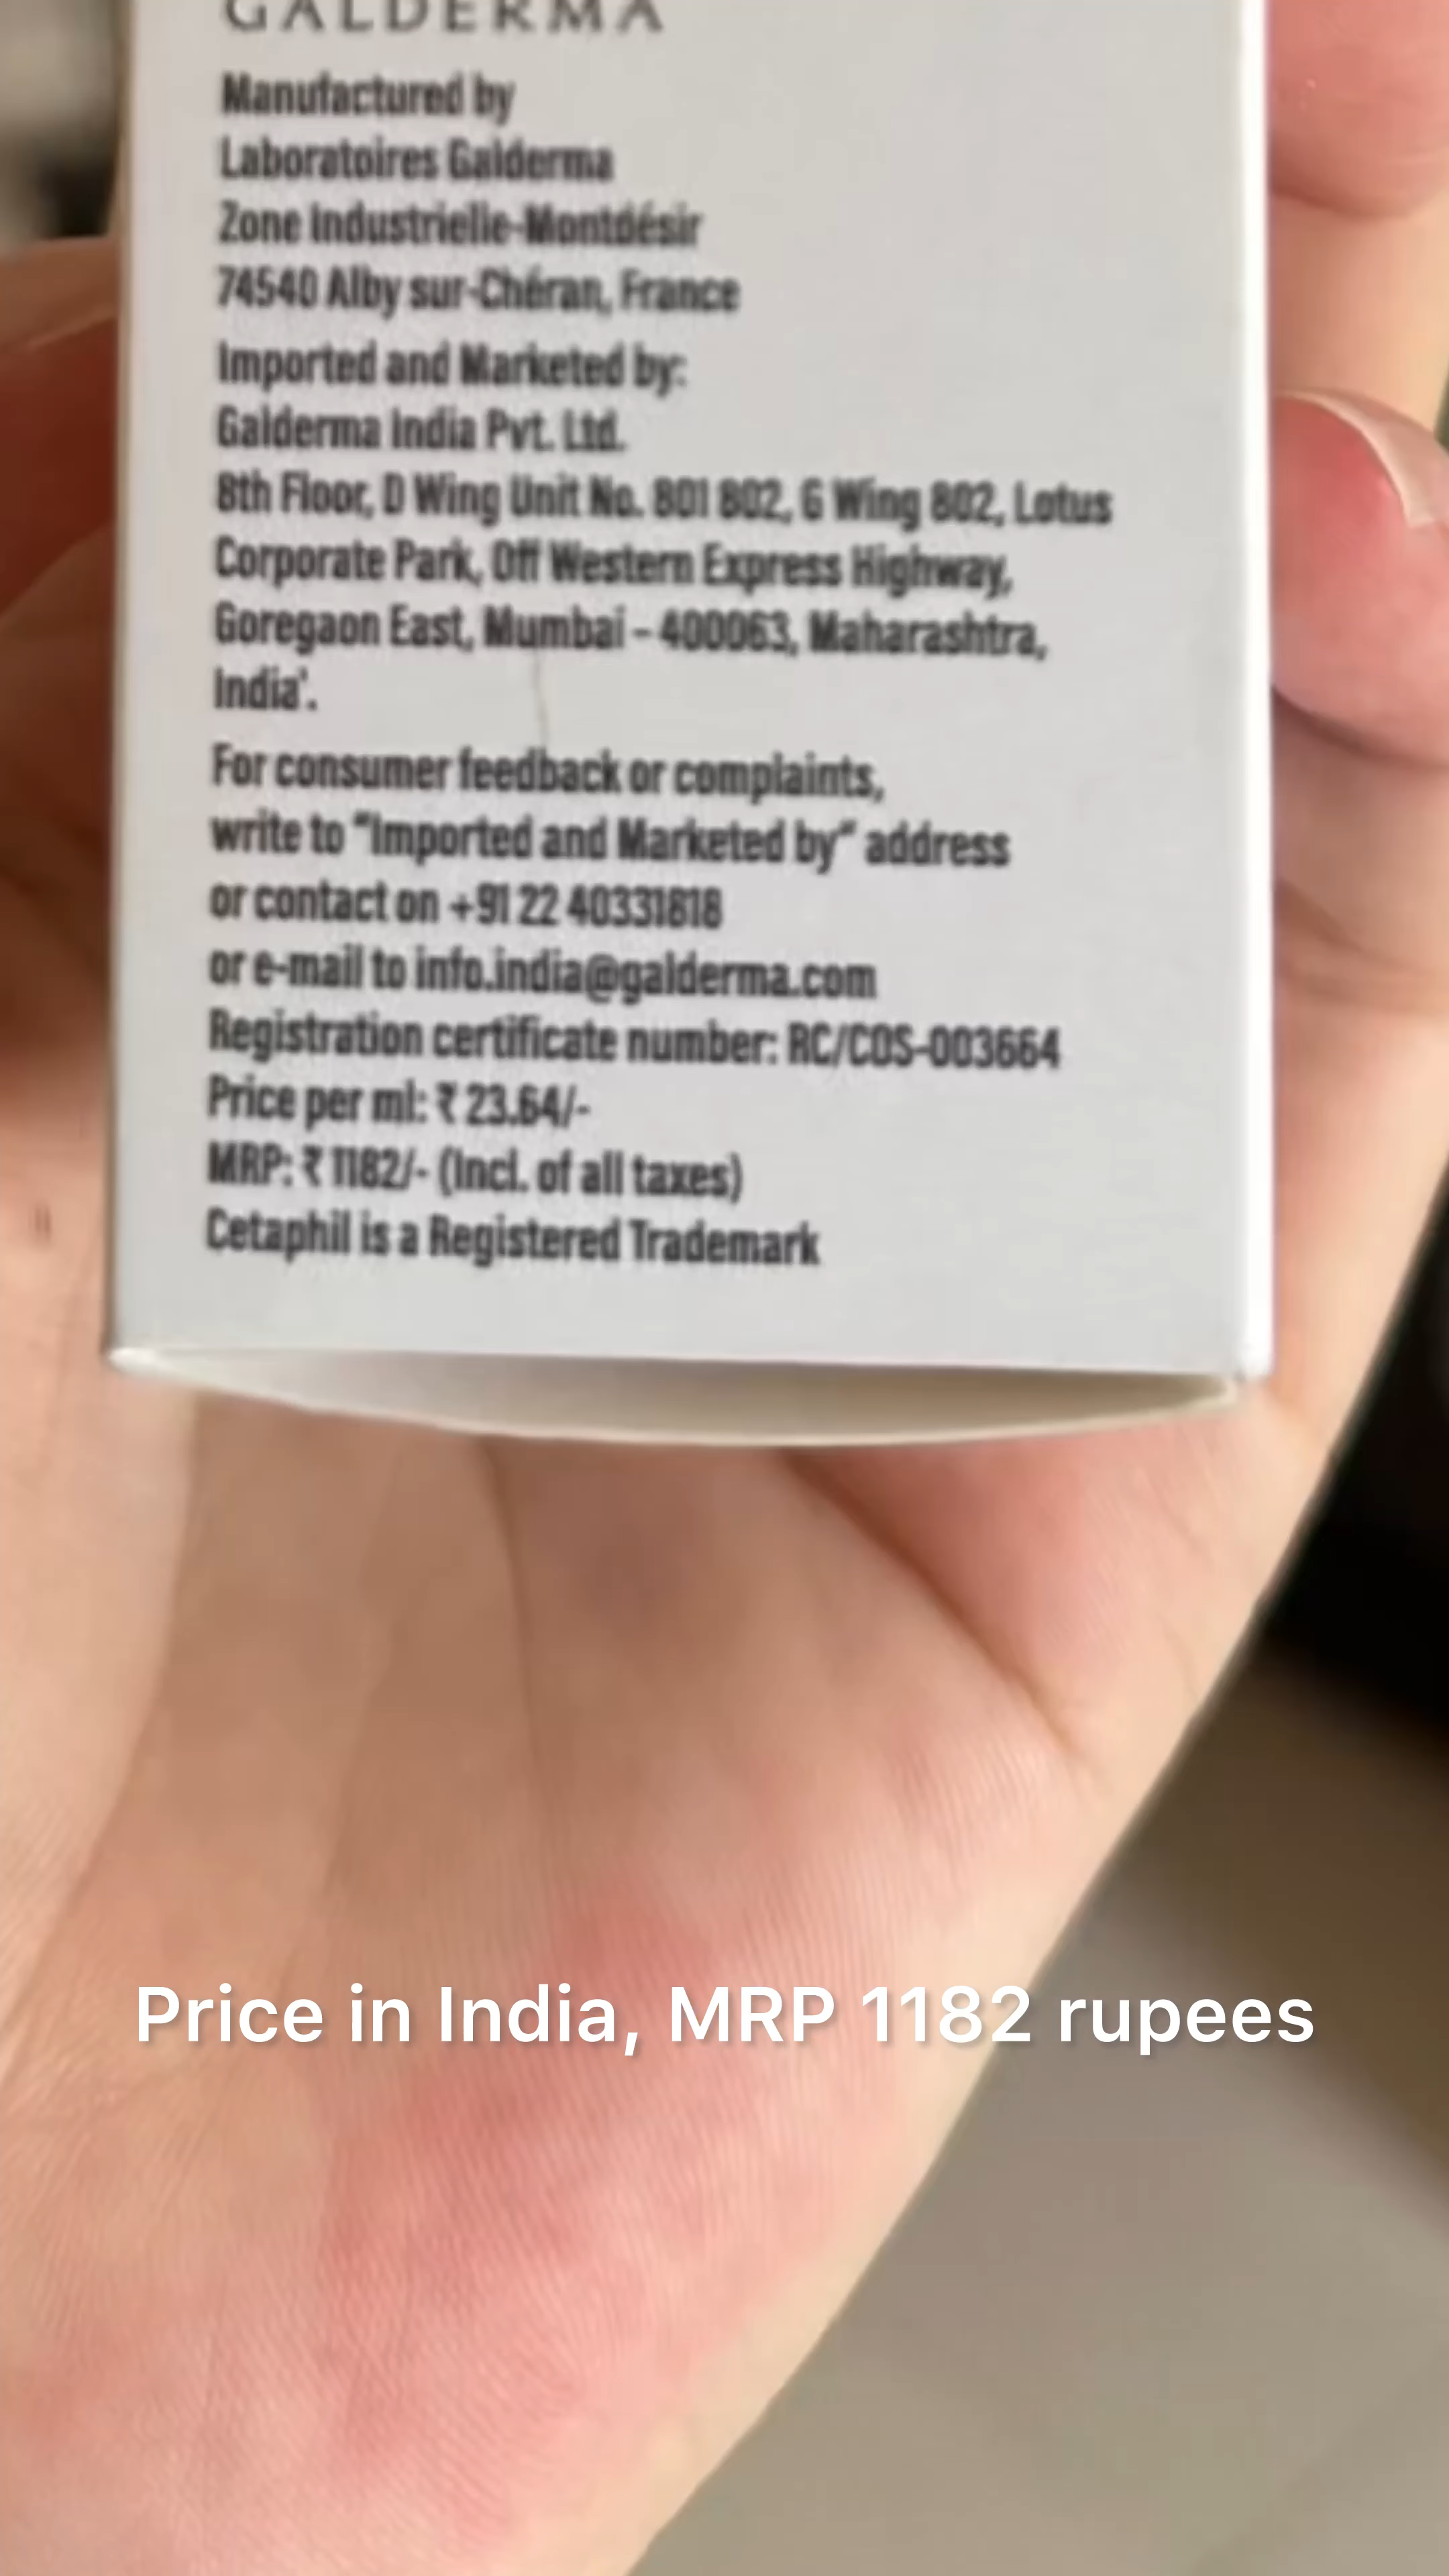 GALDERMA
Manufactured by
Laboratoires Galderma
Zone Industrielle-Montdésir
74540 Alby sur-Chéran, France
Imported and Marketed by:
Galderma India Pvt. Ltd.
8th Floor, D Wing Unit No. 801 802, G Wing 802, Lotus
Corporate Park, Off Western Express Highway,
Goregaon East, Mumbai – 400063, Maharashtra,
India'.
For consumer feedback or complaints,
write to "Imported and Marketed by" address
or contact on +91 22 40331818
or e-mail to info.india@galderma.com
Registration certificate number: RC/COS-003664
Price per ml: ₹ 23.64/-
MRP: ₹ 1182/- (Incl. of all taxes)
Cetaphil is a Registered Trademark
Price in India, MRP 1182 rupees